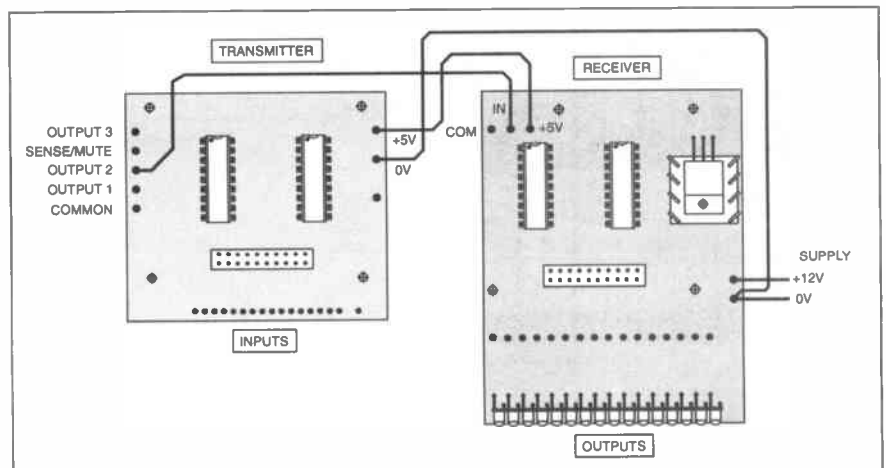 TRANSMITTER
RECEIVER
OUTPUT 3
SENSE/MUTE
OUTPUT 2
OUTPUT 1
COMMON
+5V
0V
IN
COM
+5V
SUPPLY
+12V
0V
INPUTS
OUTPUTS